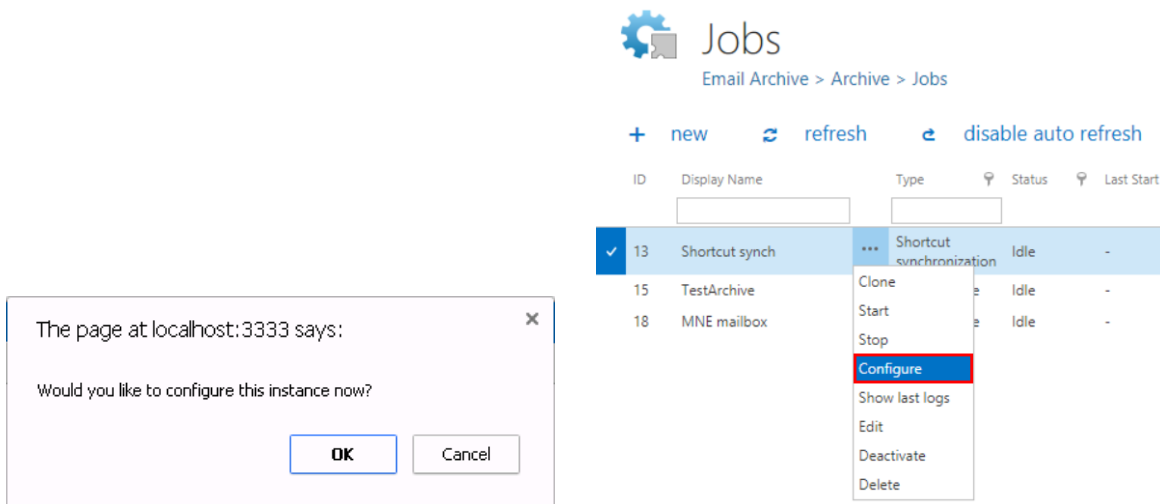 The page at localhost:3333 says:
Would you like to configure this instance now?
OK Cancel
Jobs
Email Archive > Archive > Jobs
new refresh disable auto refresh
ID Display Name Type Status Last Start
13 Shortcut synch ··· Shortcut synchronization Idle -
15 TestArchive e Idle -
18 MNE mailbox e Idle -
Clone
Start
Stop
Configure
Show last logs
Edit
Deactivate
Delete